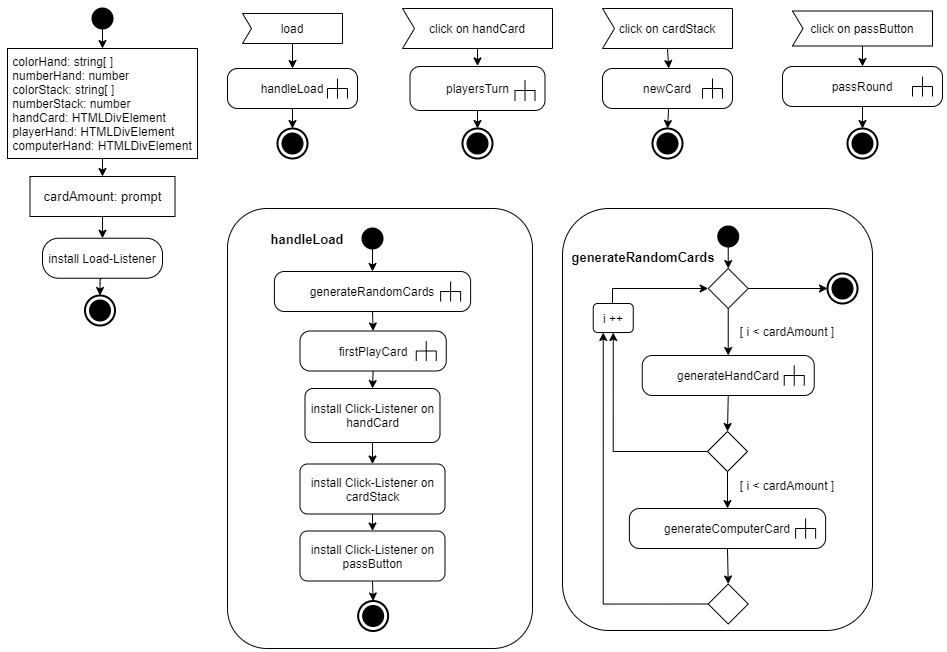 colorHand: string[ ]
numberHand: number
colorStack: string[ ]
numberStack: number
handCard: HTMLDivElement
playerHand: HTMLDivElement
computerHand: HTMLDivElement
cardAmount: prompt
install Load-Listener
load
handleLoad
click on handCard
playersTurn
click on cardStack
newCard
click on passButton
passRound
handleLoad
generateRandomCards
firstPlayCard
install Click-Listener on
handCard
install Click-Listener on
cardStack
install Click-Listener on
passButton
generateRandomCards
i ++
[ i < cardAmount ]
generateHandCard
[ i < cardAmount ]
generateComputerCard